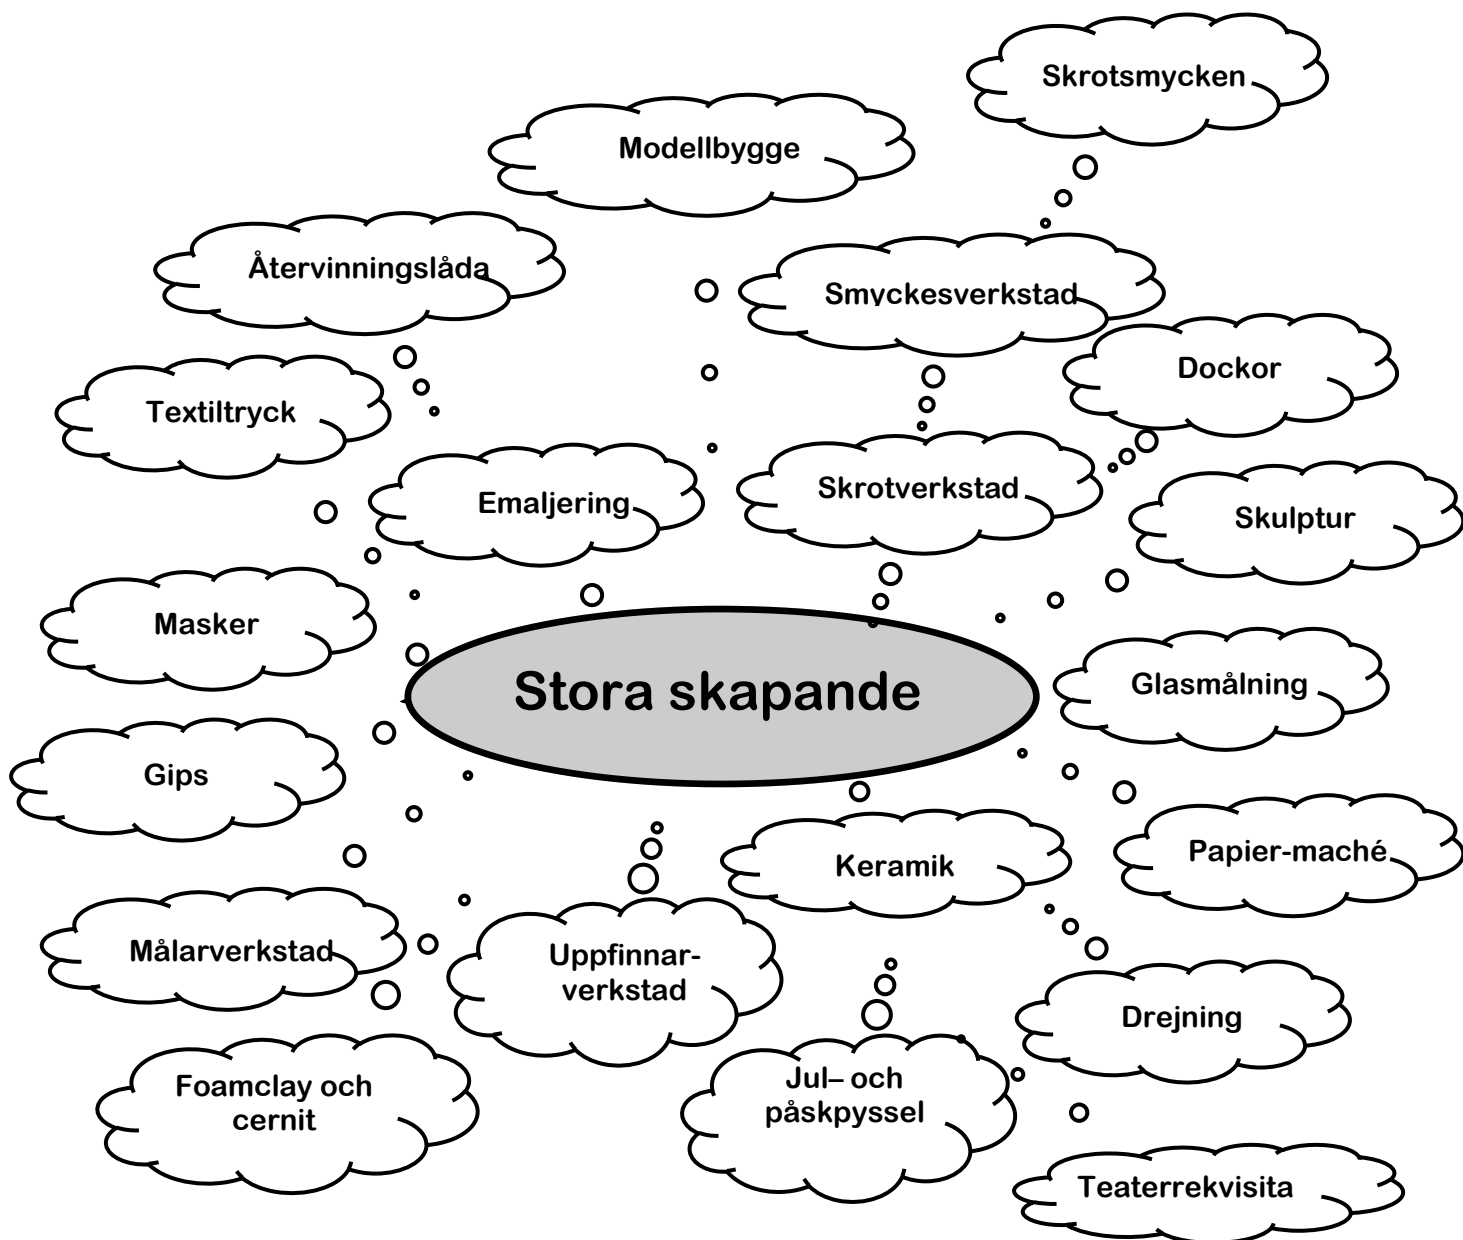 Skrotsmycken
Modellbygge
Återvinningslåda
Smyckesverkstad
Dockor
Textiltryck
Emaljering
Skrotverkstad
Skulptur
Masker
Stora skapande
Glasmålning
Gips
Keramik
Papier-maché
Målarverkstad
Uppfinnar-
verkstad
Drejning
Foamclay och
cernit
Jul– och
påskpyssel
Teaterrekvisita